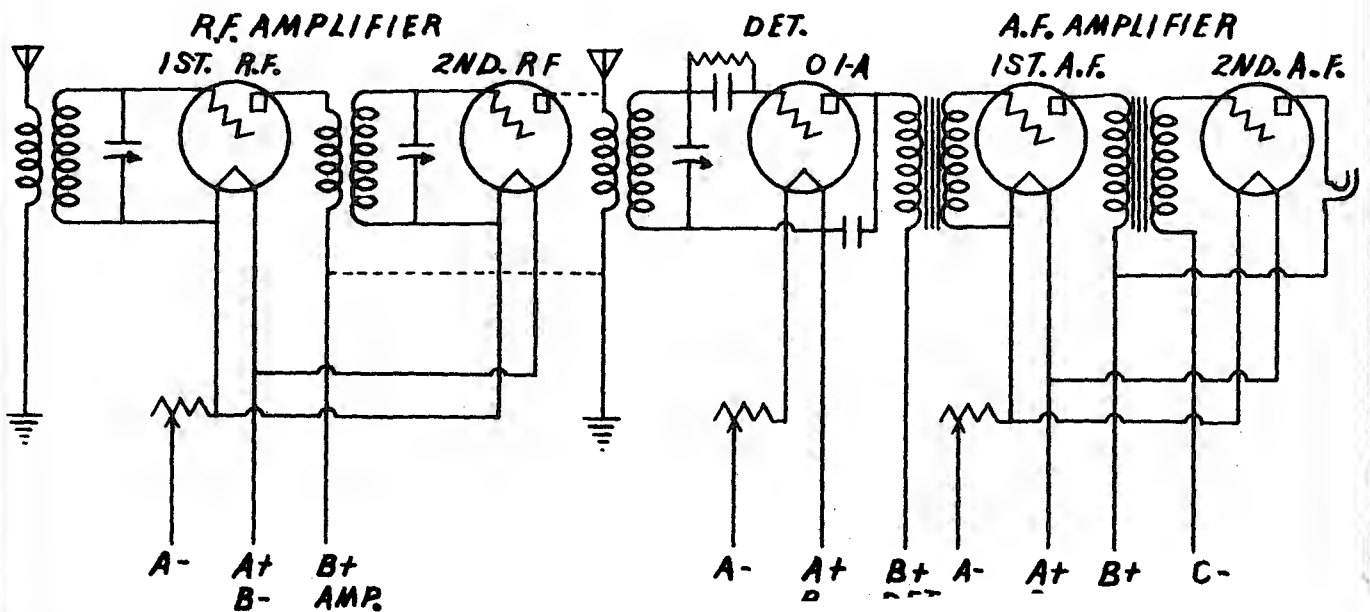 R.F. AMPLIFIER DET. A.F. AMPLIFIER
1ST. R.F. 2ND. RF 01-A 1ST. A.F. 2ND. A.F.
A- A+ B+ A- A+ B+ A- A+ B+ C-
B- AMP.